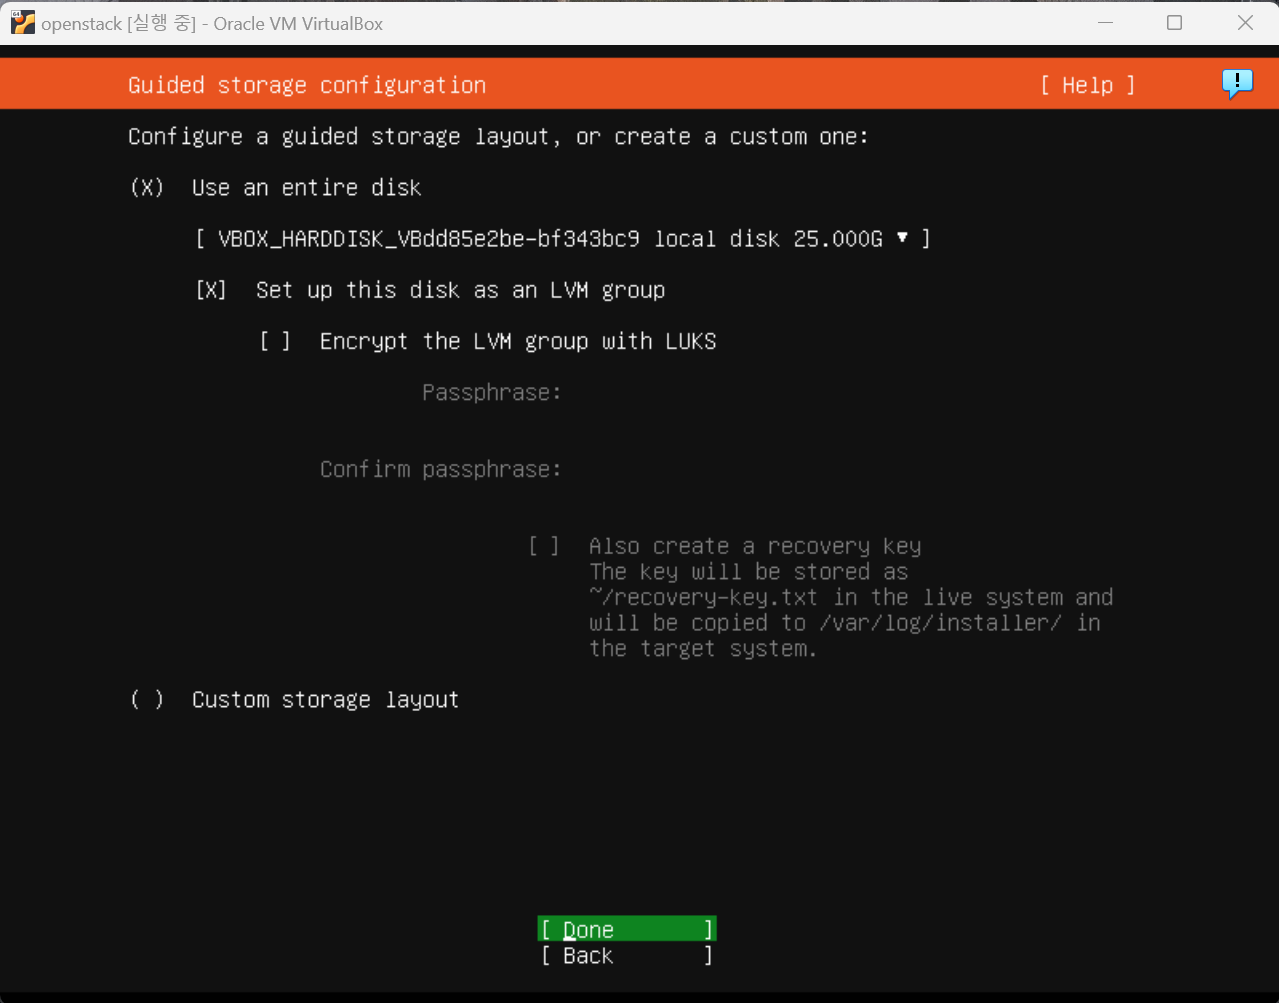 openstack [실행 중] - Oracle VM VirtualBox
Guided storage configuration [ Help ]
Configure a guided storage layout, or create a custom one:
(X) Use an entire disk
[ VBOX_HARDDISK_VBdd85e2be-bf343bc9 local disk 25.000G ▾ ]
[X] Set up this disk as an LVM group
[ ] Encrypt the LVM group with LUKS
Passphrase:
Confirm passphrase:
[ ] Also create a recovery key
The key will be stored as
~/recovery-key.txt in the live system and
will be copied to /var/log/installer/ in
the target system.
( ) Custom storage layout
[ Done ]
[ Back ]